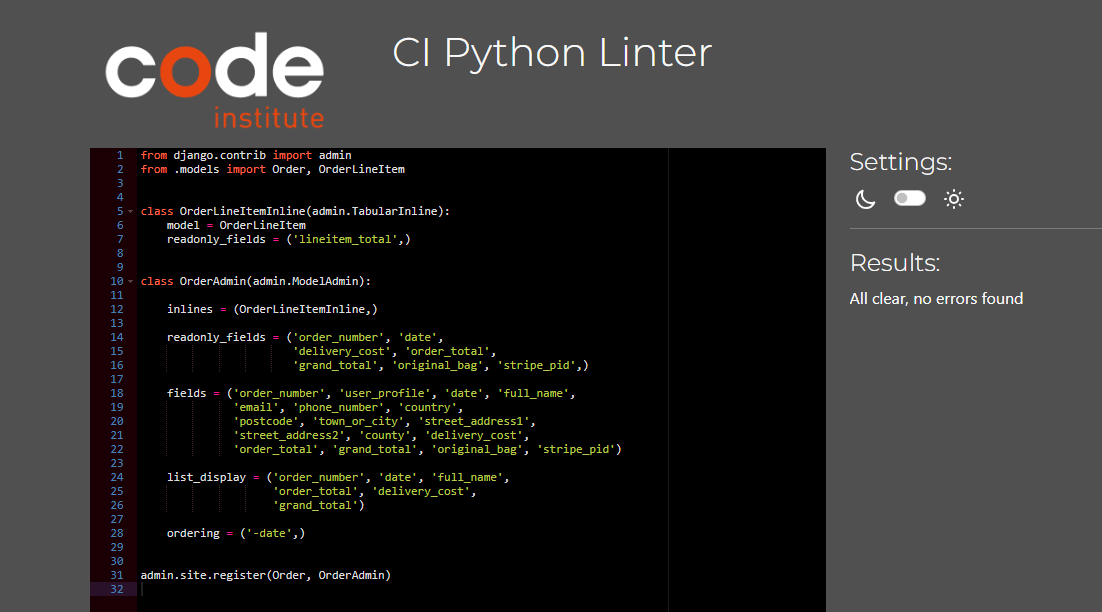 code
institute
CI Python Linter
1 from django.contrib import admin
2 from .models import Order, OrderLineItem
3
4
5 class OrderLineItemInline(admin.TabularInline):
6     model = OrderLineItem
7     readonly_fields = ('lineitem_total',)
8
9
10 class OrderAdmin(admin.ModelAdmin):
11
12     inlines = (OrderLineItemInline,)
13
14     readonly_fields = ('order_number', 'date',
15                        'delivery_cost', 'order_total',
16                        'grand_total', 'original_bag', 'stripe_pid',)
17
18     fields = ('order_number', 'user_profile', 'date', 'full_name',
19               'email', 'phone_number', 'country',
20               'postcode', 'town_or_city', 'street_address1',
21               'street_address2', 'county', 'delivery_cost',
22               'order_total', 'grand_total', 'original_bag', 'stripe_pid')
23
24     list_display = ('order_number', 'date', 'full_name',
25                     'order_total', 'delivery_cost',
26                     'grand_total')
27
28     ordering = ('-date',)
29
30
31 admin.site.register(Order, OrderAdmin)
32
Settings:
Results:
All clear, no errors found